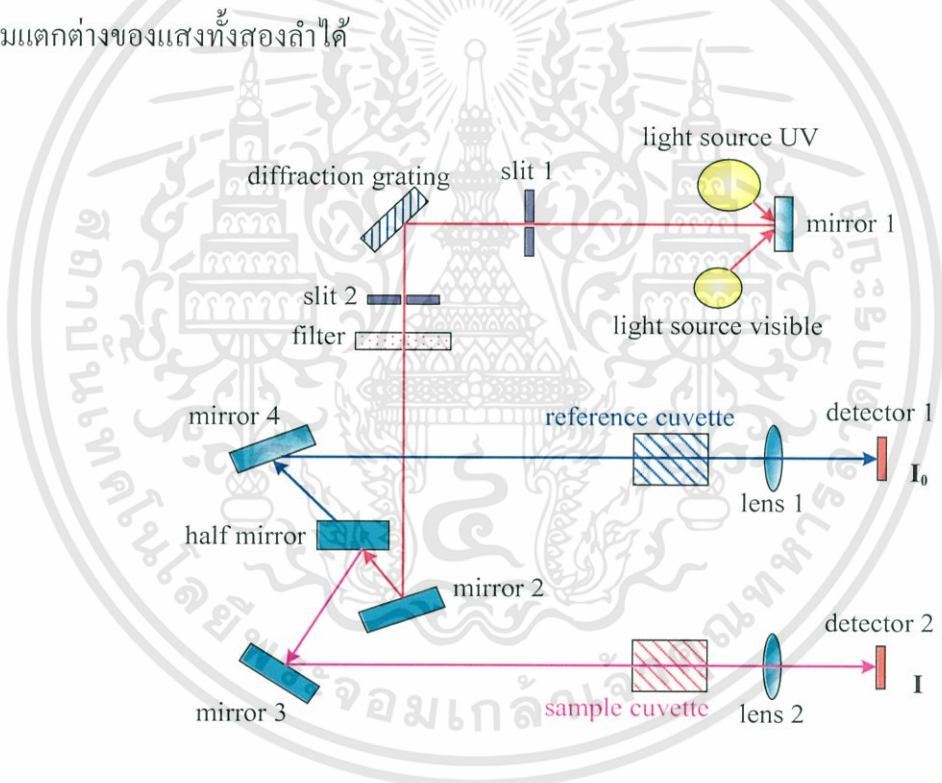 มแตกต่างของแสงทั้งสองลำได้
light source UV
diffraction grating
slit 1
mirror 1
slit 2
light source visible
filter
mirror 4
reference cuvette
detector 1
I₀
lens 1
half mirror
mirror 2
detector 2
I
mirror 3
sample cuvette
lens 2